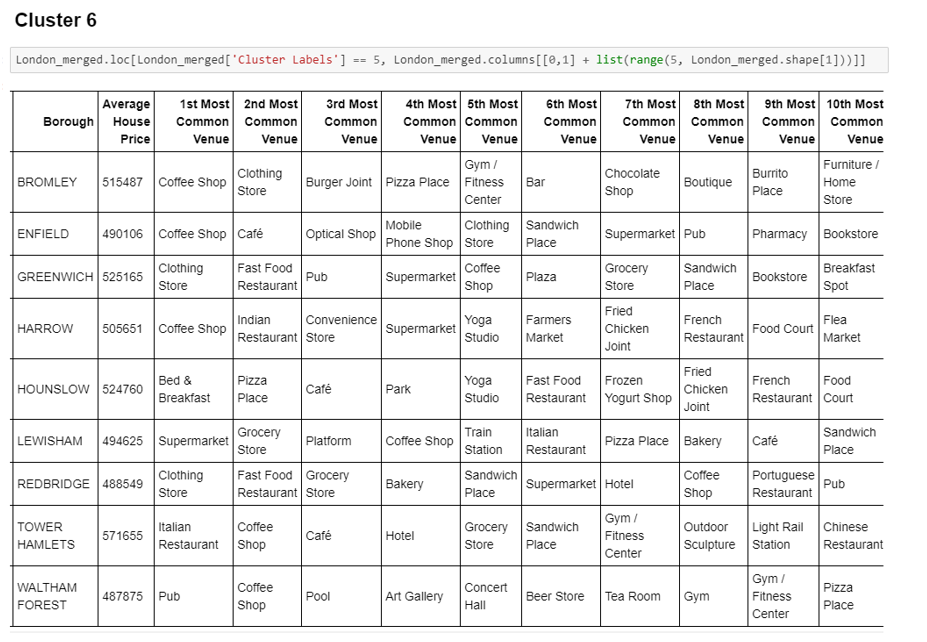 Cluster 6
London_merged.loc[London_merged['Cluster Labels'] == 5, London_merged.columns[[0,1] + list(range(5, London_merged.shape[1]))]]
Borough Average House Price 1st Most Common Venue 2nd Most Common Venue 3rd Most Common Venue 4th Most Common Venue 5th Most Common Venue 6th Most Common Venue 7th Most Common Venue 8th Most Common Venue 9th Most Common Venue 10th Most Common Venue
BROMLEY 515487 Coffee Shop Clothing Store Burger Joint Pizza Place Gym / Fitness Center Bar Chocolate Shop Boutique Burrito Place Furniture / Home Store
ENFIELD 490106 Coffee Shop Café Optical Shop Mobile Phone Shop Clothing Store Sandwich Place Supermarket Pub Pharmacy Bookstore
GREENWICH 525165 Clothing Store Fast Food Restaurant Pub Supermarket Coffee Shop Plaza Grocery Store Sandwich Place Bookstore Breakfast Spot
HARROW 505651 Coffee Shop Indian Restaurant Convenience Store Supermarket Yoga Studio Farmers Market Fried Chicken Joint French Restaurant Food Court Flea Market
HOUNSLOW 524760 Bed & Breakfast Pizza Place Café Park Yoga Studio Fast Food Restaurant Frozen Yogurt Shop Fried Chicken Joint French Restaurant Food Court
LEWISHAM 494625 Supermarket Grocery Store Platform Coffee Shop Train Station Italian Restaurant Pizza Place Bakery Café Sandwich Place
REDBRIDGE 488549 Clothing Store Fast Food Restaurant Grocery Store Bakery Sandwich Place Supermarket Hotel Coffee Shop Portuguese Restaurant Pub
TOWER HAMLETS 571655 Italian Restaurant Coffee Shop Café Hotel Grocery Store Sandwich Place Gym / Fitness Center Outdoor Sculpture Light Rail Station Chinese Restaurant
WALTHAM FOREST 487875 Pub Coffee Shop Pool Art Gallery Concert Hall Beer Store Tea Room Gym Gym / Fitness Center Pizza Place